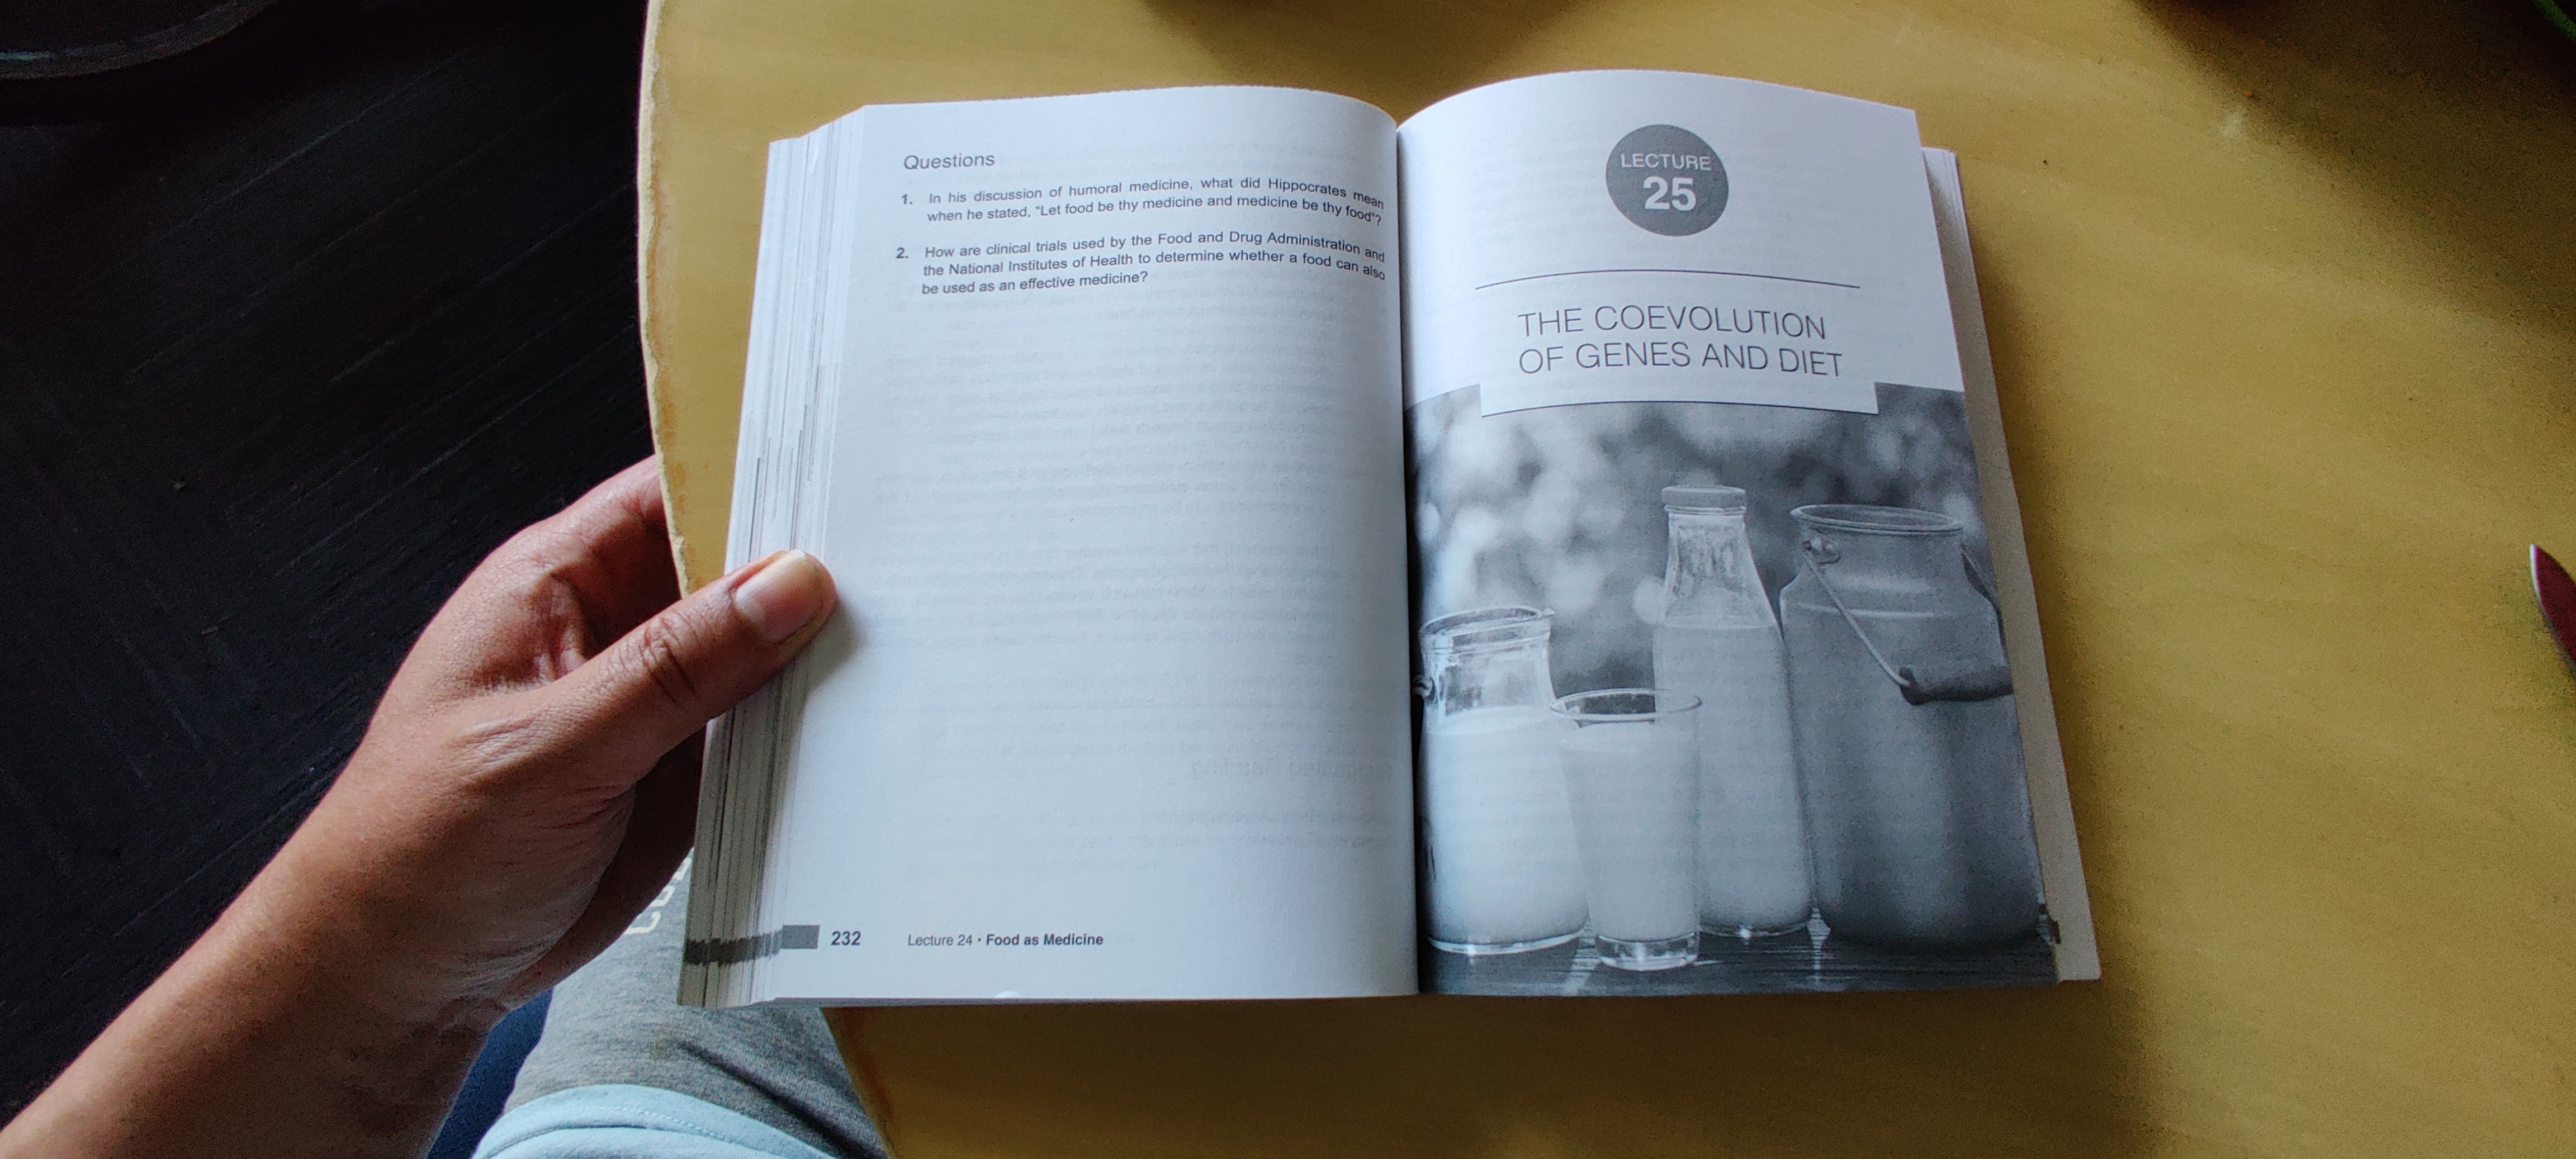 Questions
1. In his discussion of humoral medicine, what did Hippocrates mean
when he stated, "Let food be thy medicine and medicine be thy food"?
2. How are clinical trials used by the Food and Drug Administration and
the National Institutes of Health to determine whether a food can also
be used as an effective medicine?
232 Lecture 24 • Food as Medicine
LECTURE
25
THE COEVOLUTION
OF GENES AND DIET